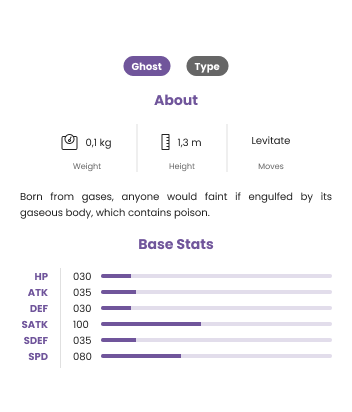 Ghost Type
About
0,1 kg 1,3 m Levitate
Weight Height Moves
Born from gases, anyone would faint if engulfed by its
gaseous body, which contains poison.
Base Stats
HP 030
ATK 035
DEF 030
SATK 100
SDEF 035
SPD 080